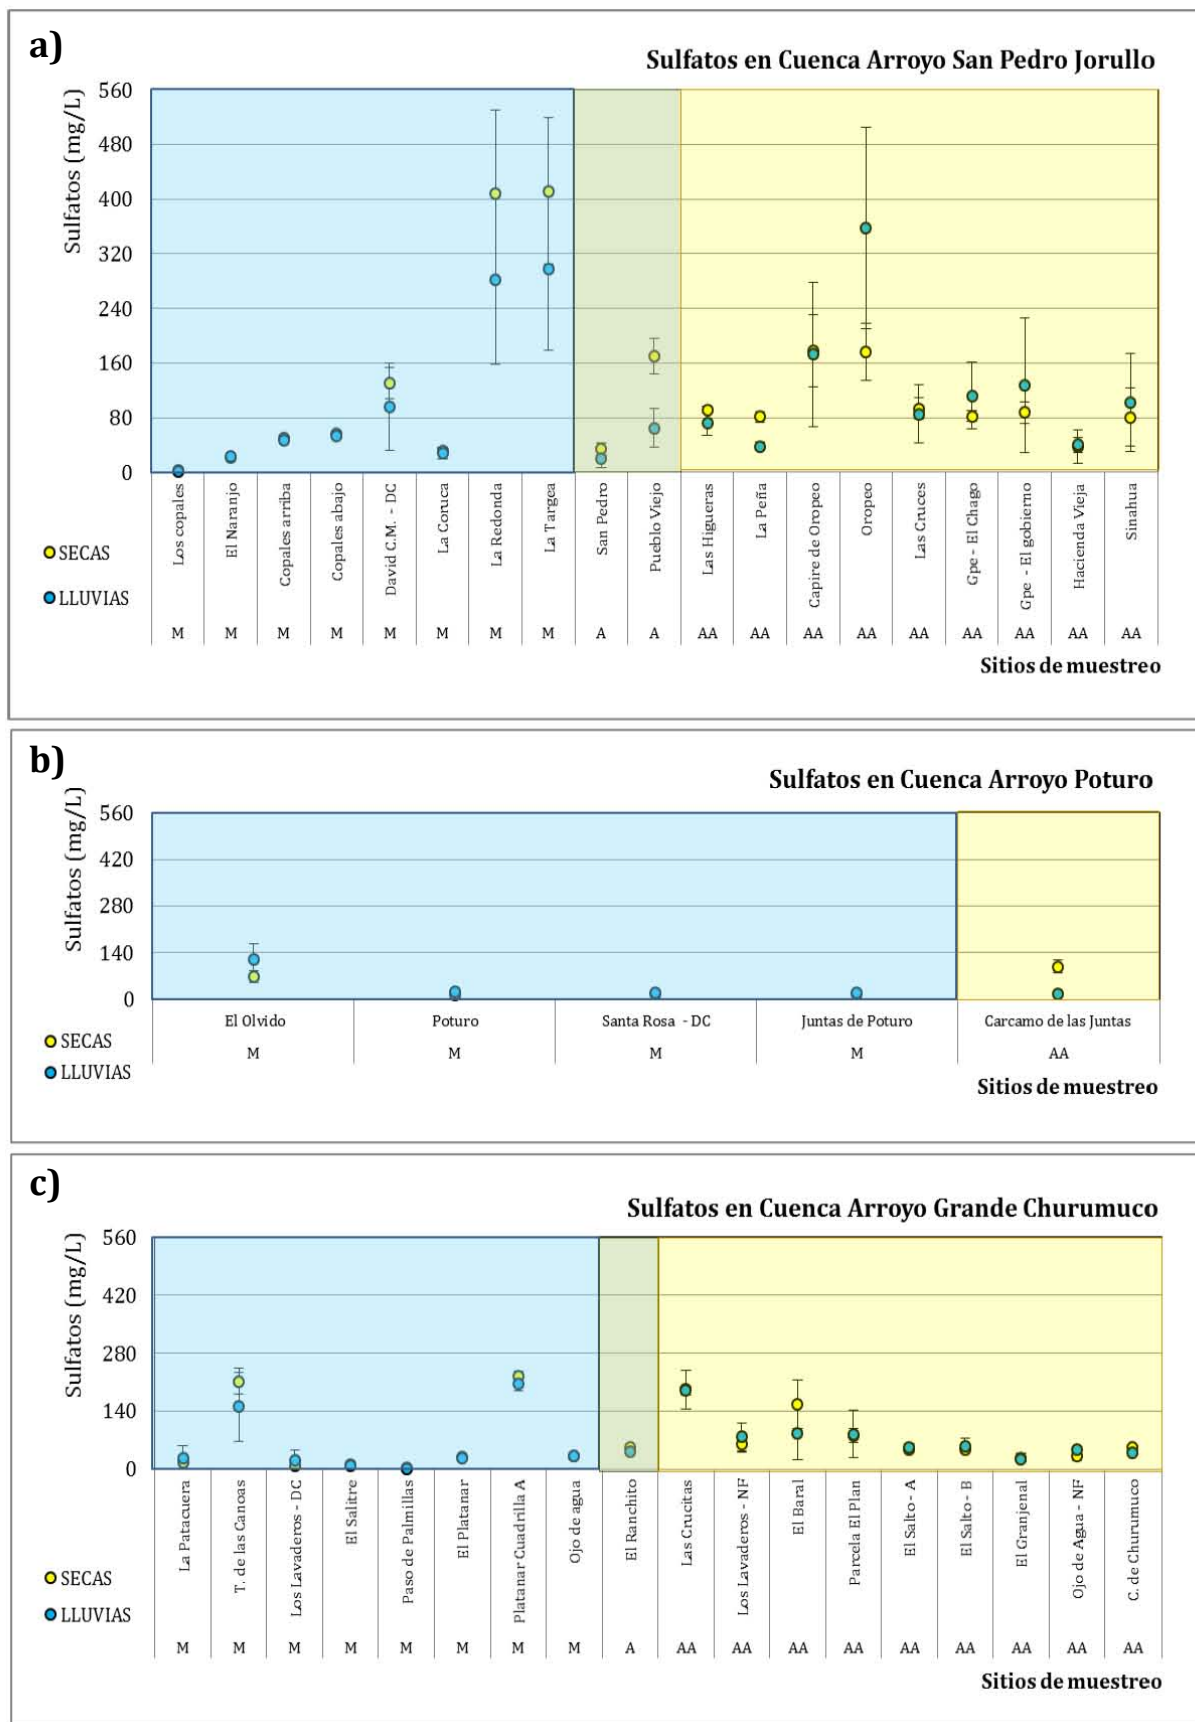 a)
Sulfatos en Cuenca Arroyo San Pedro Jorullo
Sulfatos (mg/L)
560
480
400
320
240
160
80
0
Los copales
El Naranjo
Copales arriba
Copales abajo
David C.M. - DC
La Coruca
La Redonda
La Targea
San Pedro
Pueblo Viejo
Las Higueras
La Peña
Capire de Oropeo
Oropeo
Las Cruces
Gpe - El Chago
Gpe - El gobierno
Hacienda Vieja
Sinahua
SECAS
LLUVIAS
M M M M M M M M A A AA AA AA AA AA AA AA AA AA
Sitios de muestreo
b)
Sulfatos en Cuenca Arroyo Poturo
Sulfatos (mg/L)
560
420
280
140
0
El Olvido Poturo Santa Rosa - DC Juntas de Poturo Carcamo de las Juntas
SECAS
M M M M AA
LLUVIAS
Sitios de muestreo
c)
Sulfatos en Cuenca Arroyo Grande Churumuco
Sulfatos (mg/L)
560
420
280
140
0
La Patacuera
T. de las Canoas
Los Lavaderos - DC
El Salitre
Paso de Palmillas
El Platanar
Platanar Cuadrilla A
Ojo de agua
El Ranchito
Las Crucitas
Los Lavaderos - NF
El Baral
Parcela El Plan
El Salto - A
El Salto - B
El Granjenal
Ojo de Agua - NF
C. de Churumuco
SECAS
LLUVIAS
M M M M M M M M A AA AA AA AA AA AA AA AA AA
Sitios de muestreo